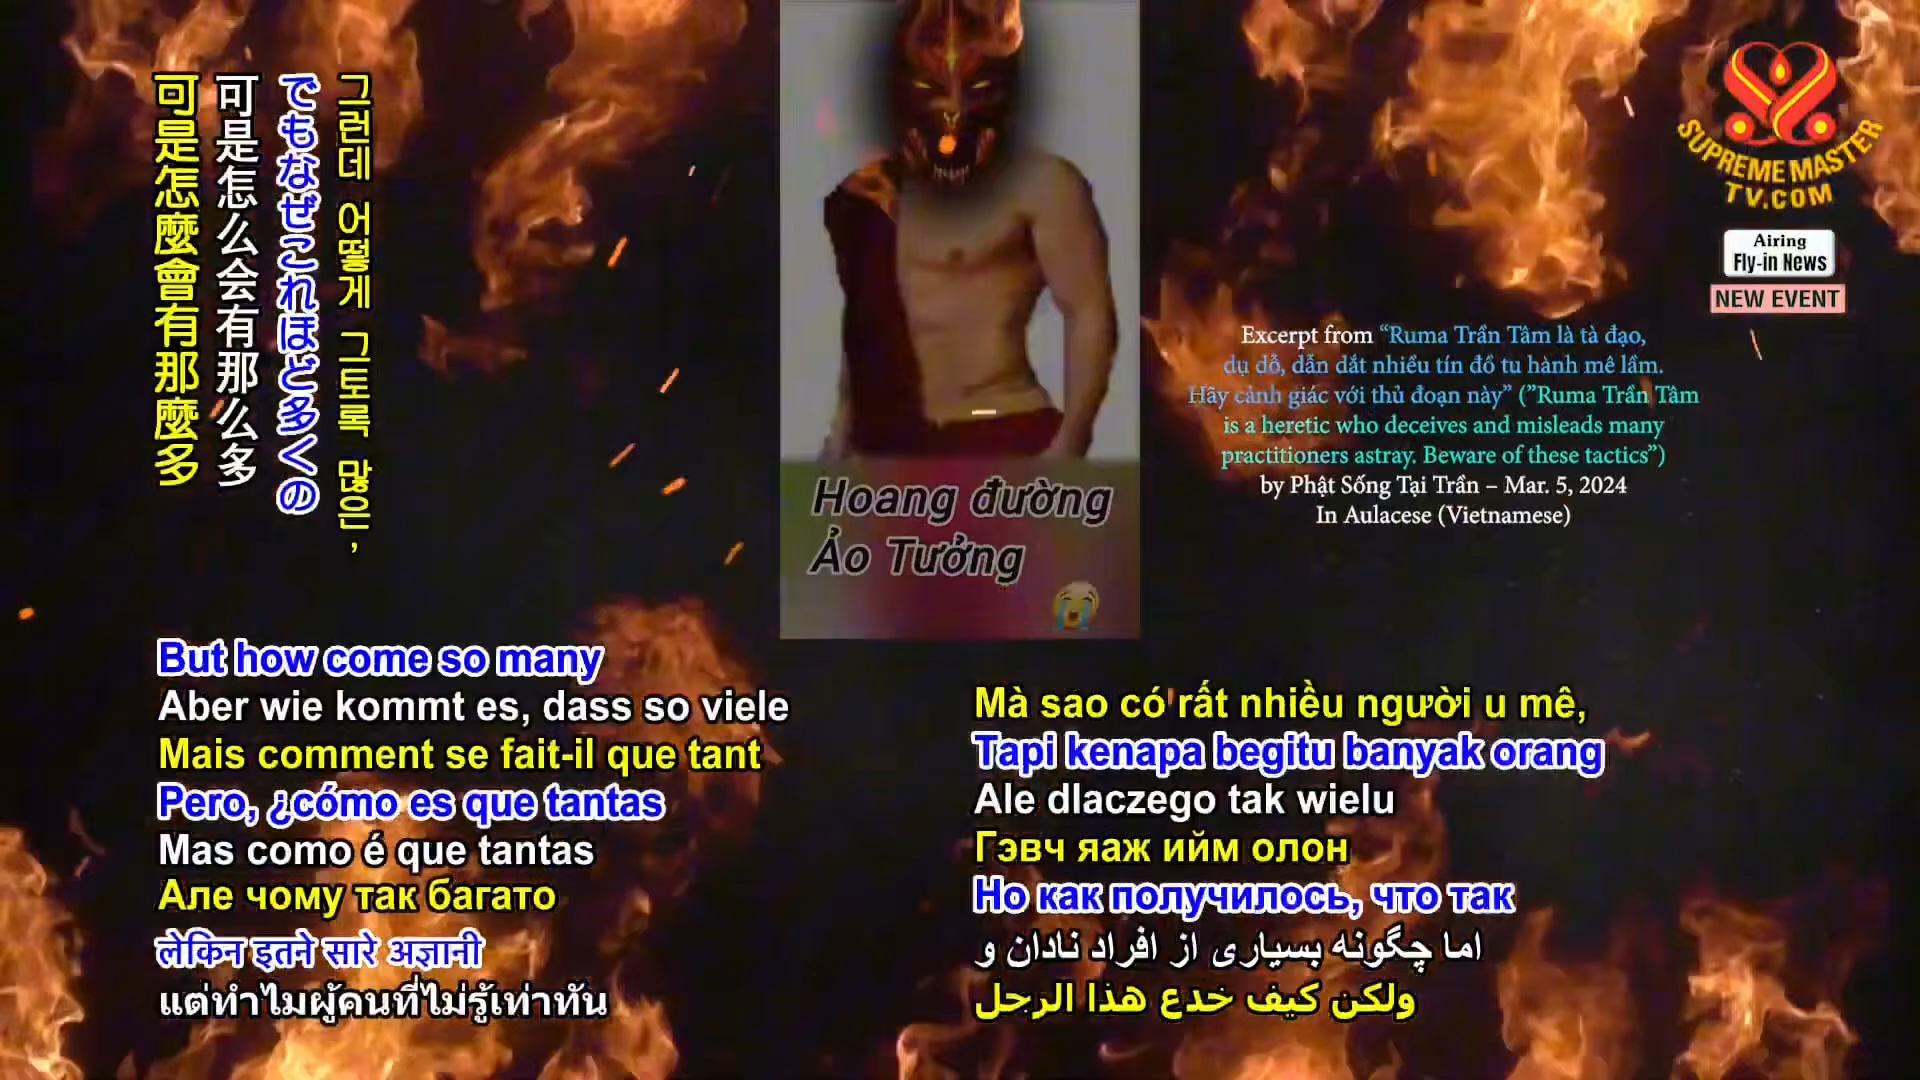 可是怎麼會有那麼多
可是怎么会有那么多
でもなぜこれほど多くの
그런데 어떻게 그토록 많은,
SUPREME MASTER
TV.COM
Airing
Fly-in News
NEW EVENT
Excerpt from “Ruma Trần Tâm là tà đạo,
dụ dỗ, dẫn dắt nhiều tín đồ tu hành mê lầm.
Hãy cảnh giác với thủ đoạn này” (”Ruma Trần Tâm
is a heretic who deceives and misleads many
practitioners astray. Beware of these tactics”)
by Phật Sống Tại Trần – Mar. 5, 2024
In Aulacese (Vietnamese)
Hoang đường
Ảo Tưởng
But how come so many
Aber wie kommt es, dass so viele
Mais comment se fait-il que tant
Pero, ¿cómo es que tantas
Mas como é que tantas
Але чому так багато
लेकिन इतने सारे अज्ञानी
แต่ทำไมผู้คนที่ไม่รู้เท่าทัน
Mà sao có rất nhiều người u mê,
Tapi kenapa begitu banyak orang
Ale dlaczego tak wielu
Гэвч яаж ийм олон
Но как получилось, что так
اما چگونه بسیاری از افراد نادان و
ولكن كيف خدع هذا الرجل